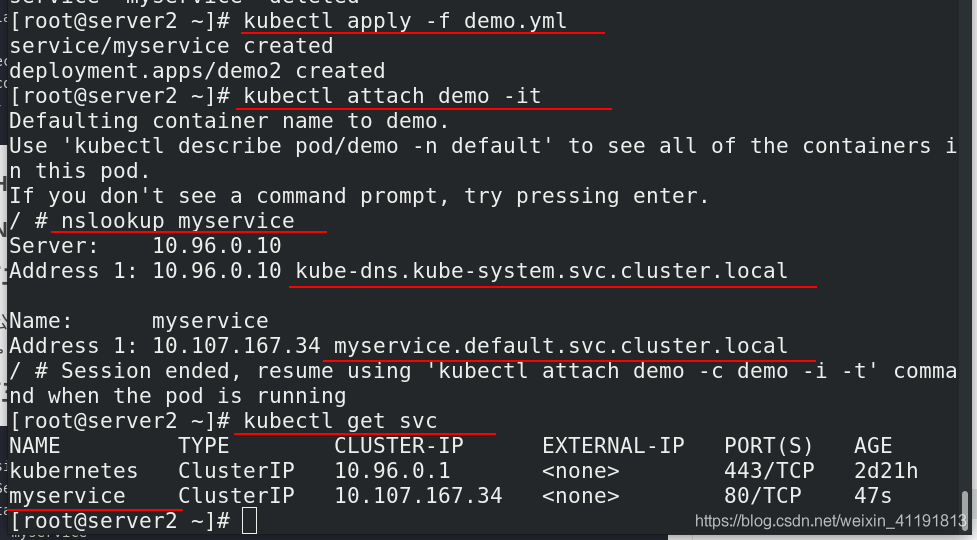 service "myservice" deleted
[root@server2 ~]# kubectl apply -f demo.yml
service/myservice created
deployment.apps/demo2 created
[root@server2 ~]# kubectl attach demo -it
Defaulting container name to demo.
Use 'kubectl describe pod/demo -n default' to see all of the containers i
n this pod.
If you don't see a command prompt, try pressing enter.
/ # nslookup myservice
Server:    10.96.0.10
Address 1: 10.96.0.10 kube-dns.kube-system.svc.cluster.local

Name:      myservice
Address 1: 10.107.167.34 myservice.default.svc.cluster.local
/ # Session ended, resume using 'kubectl attach demo -c demo -i -t' comma
nd when the pod is running
[root@server2 ~]# kubectl get svc
NAME         TYPE        CLUSTER-IP      EXTERNAL-IP   PORT(S)   AGE
kubernetes   ClusterIP   10.96.0.1       <none>        443/TCP   2d21h
myservice    ClusterIP   10.107.167.34   <none>        80/TCP    47s
[root@server2 ~]#
https://blog.csdn.net/weixin_41191813
myservice